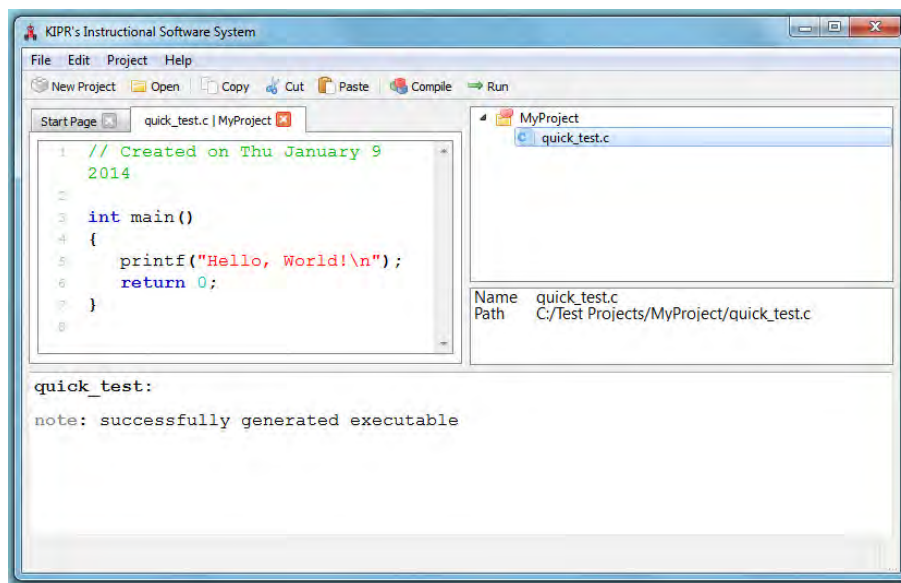 KIPR's Instructional Software System
File Edit Project Help
New Project Open Copy Cut Paste Compile Run
Start Page quick_test.c | MyProject
1 // Created on Thu January 9
2014
2
3 int main()
4 {
5 printf("Hello, World!\n");
6 return 0;
7 }
8
MyProject
c quick_test.c
Name quick_test.c
Path C:/Test Projects/MyProject/quick_test.c
quick_test:
note: successfully generated executable